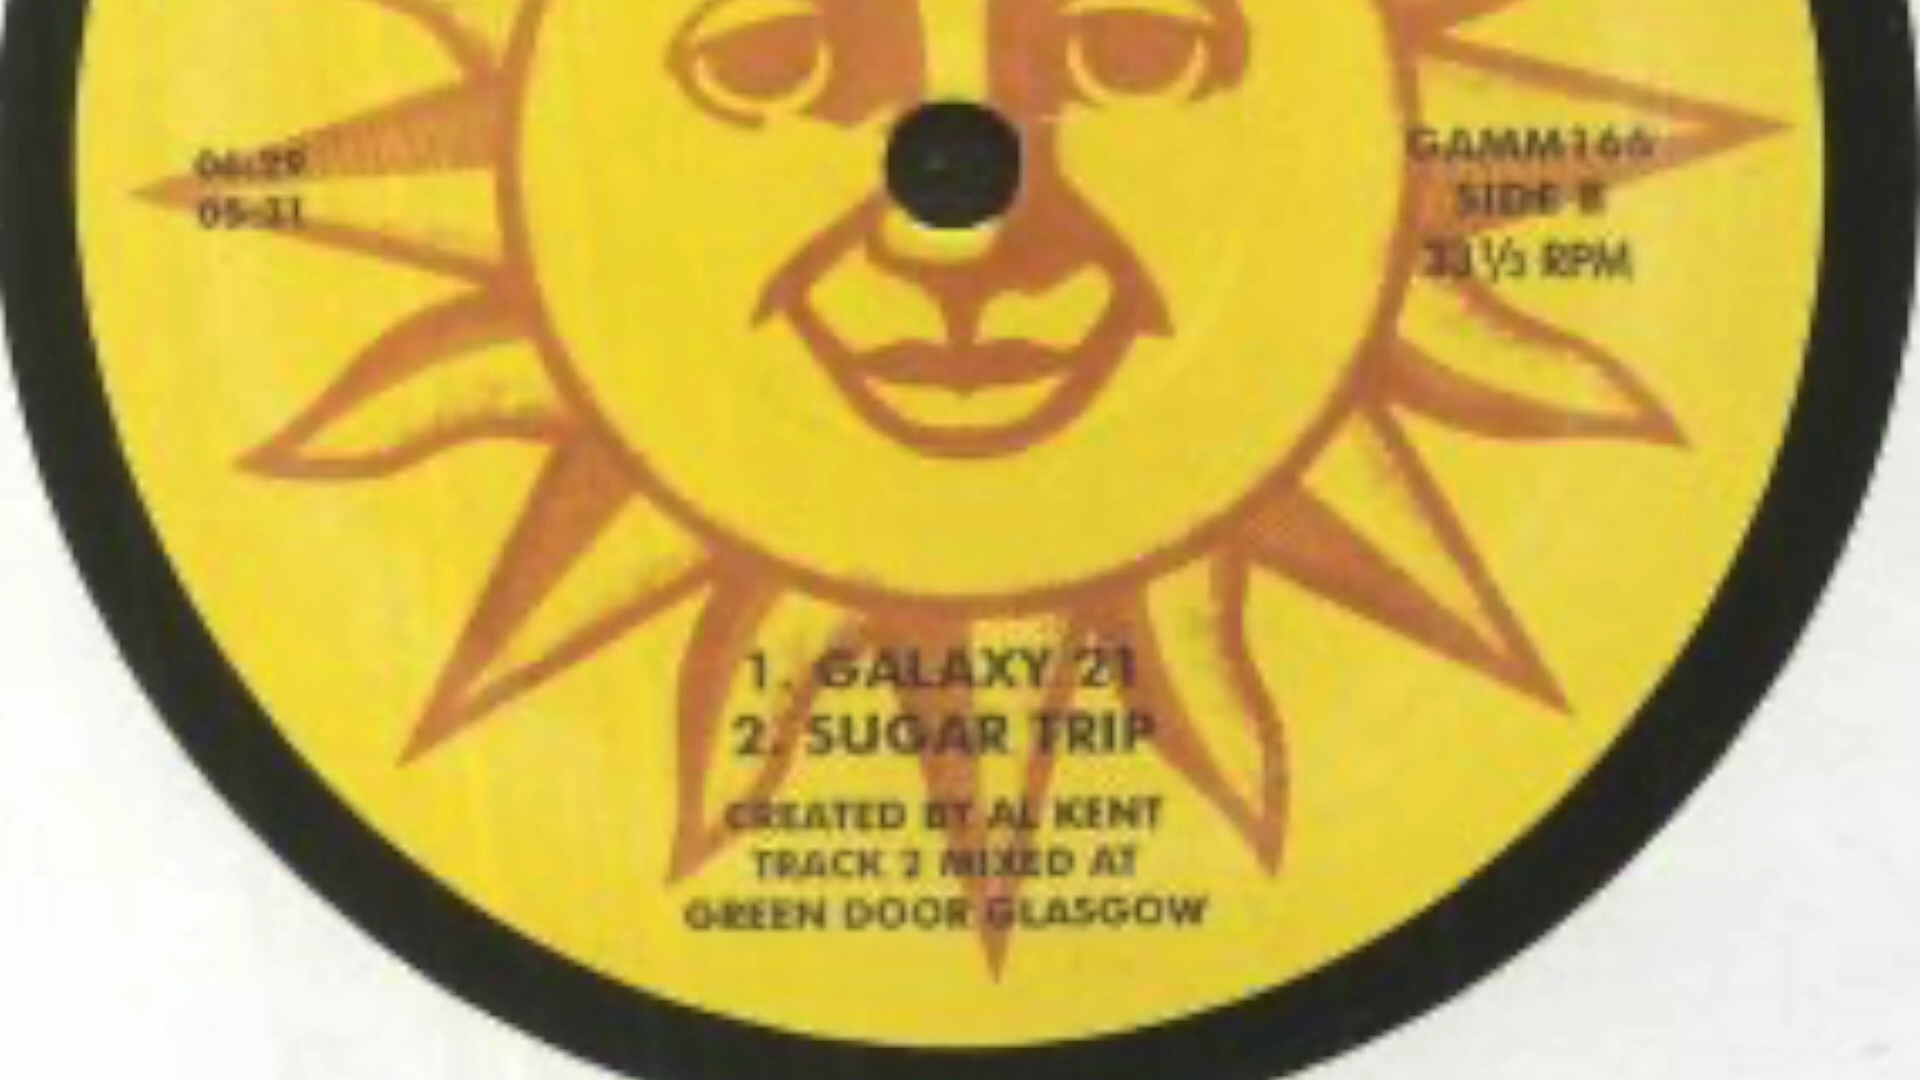 06:29
05:31
GAMM166
SIDE B
33 ⅓ RPM
1. GALAXY 21
2. SUGAR TRIP
CREATED BY AL KENT
TRACK 2 MIXED AT
GREEN DOOR GLASGOW